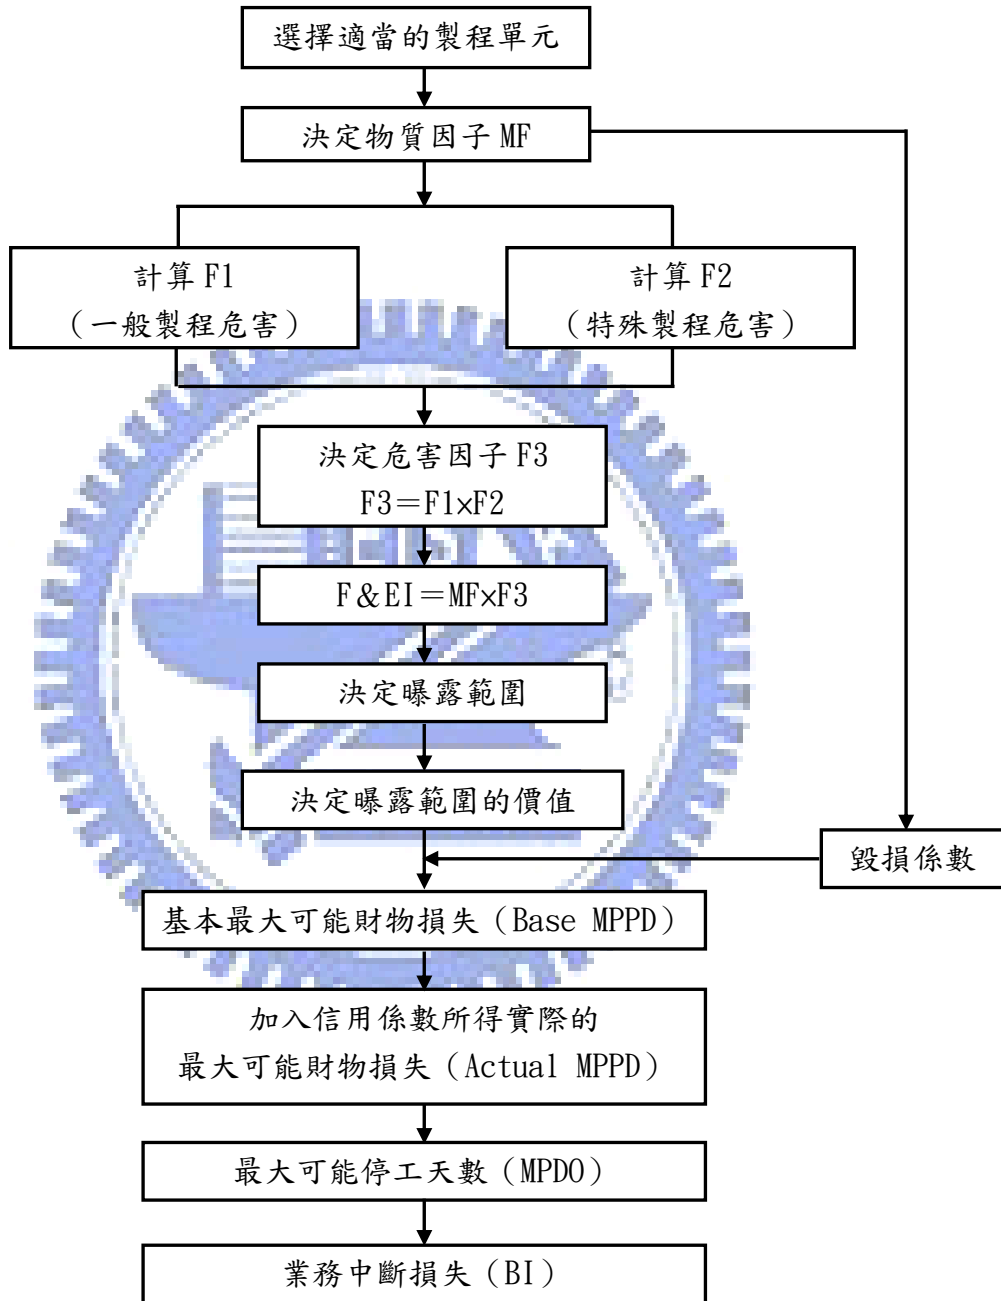 選擇適當的製程單元
決定物質因子 MF
計算 F1
（一般製程危害）
計算 F2
（特殊製程危害）
決定危害因子 F3
F3＝F1×F2
F＆EI＝MF×F3
決定曝露範圍
決定曝露範圍的價值
毀損係數
基本最大可能財物損失（Base MPPD）
加入信用係數所得實際的
最大可能財物損失（Actual MPPD）
最大可能停工天數（MPDO）
業務中斷損失（BI）